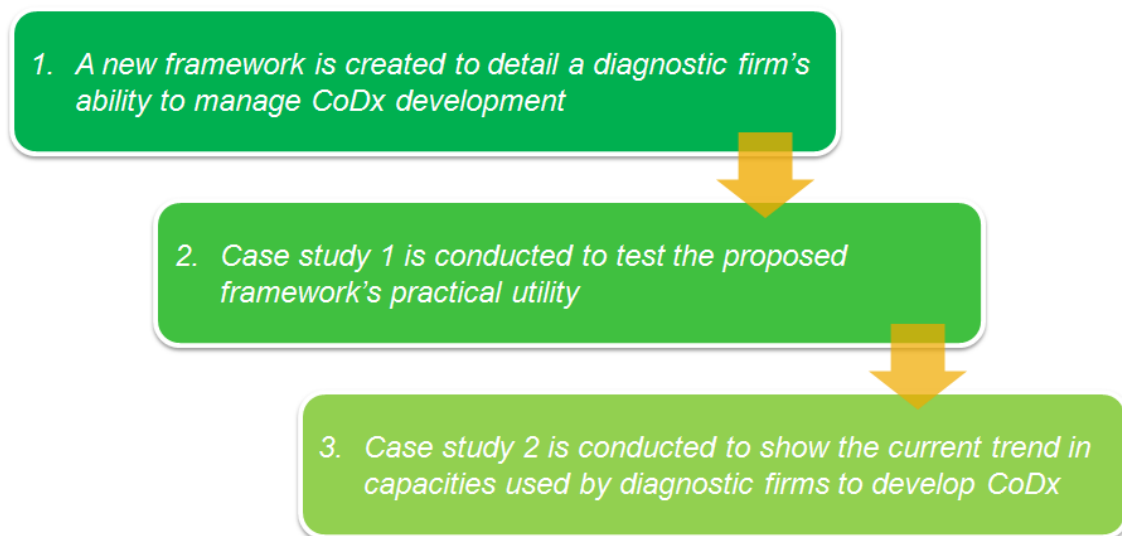 1. A new framework is created to detail a diagnostic firm’s
ability to manage CoDx development
2. Case study 1 is conducted to test the proposed
framework’s practical utility
3. Case study 2 is conducted to show the current trend in
capacities used by diagnostic firms to develop CoDx